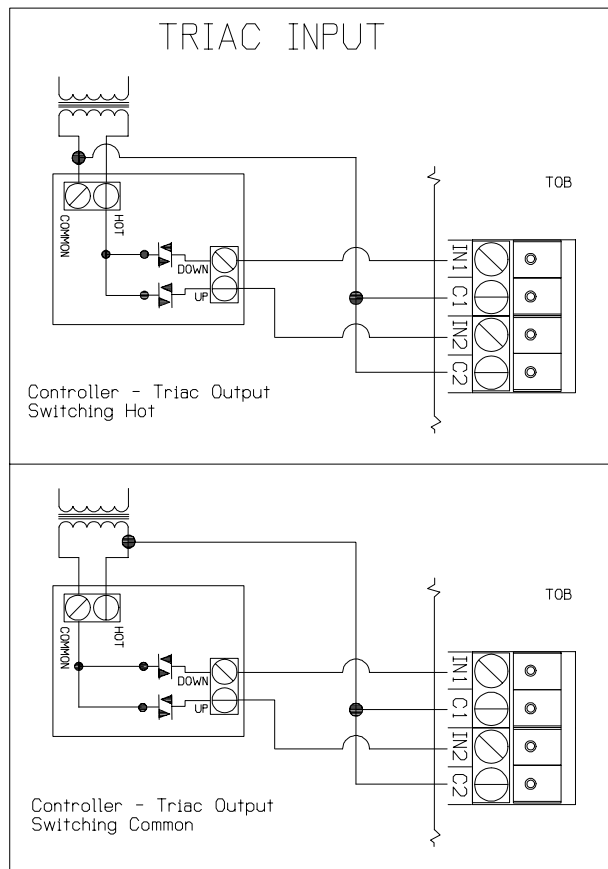 TRIAC INPUT
TOB
COMMON
HOT
DOWN
UP
IN1
C1
IN2
C2
Controller - Triac Output
Switching Hot
TOB
COMMON
HOT
DOWN
UP
IN1
C1
IN2
C2
Controller - Triac Output
Switching Common